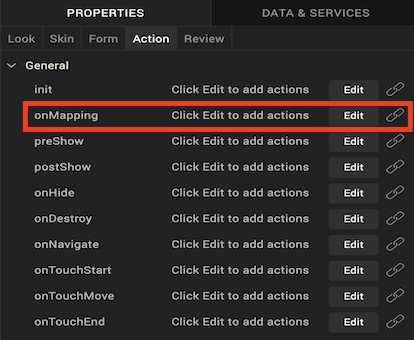 PROPERTIES DATA & SERVICES
Look Skin Form Action Review
General
init Click Edit to add actions Edit
onMapping Click Edit to add actions Edit
preShow Click Edit to add actions Edit
postShow Click Edit to add actions Edit
onHide Click Edit to add actions Edit
onDestroy Click Edit to add actions Edit
onNavigate Click Edit to add actions Edit
onTouchStart Click Edit to add actions Edit
onTouchMove Click Edit to add actions Edit
onTouchEnd Click Edit to add actions Edit